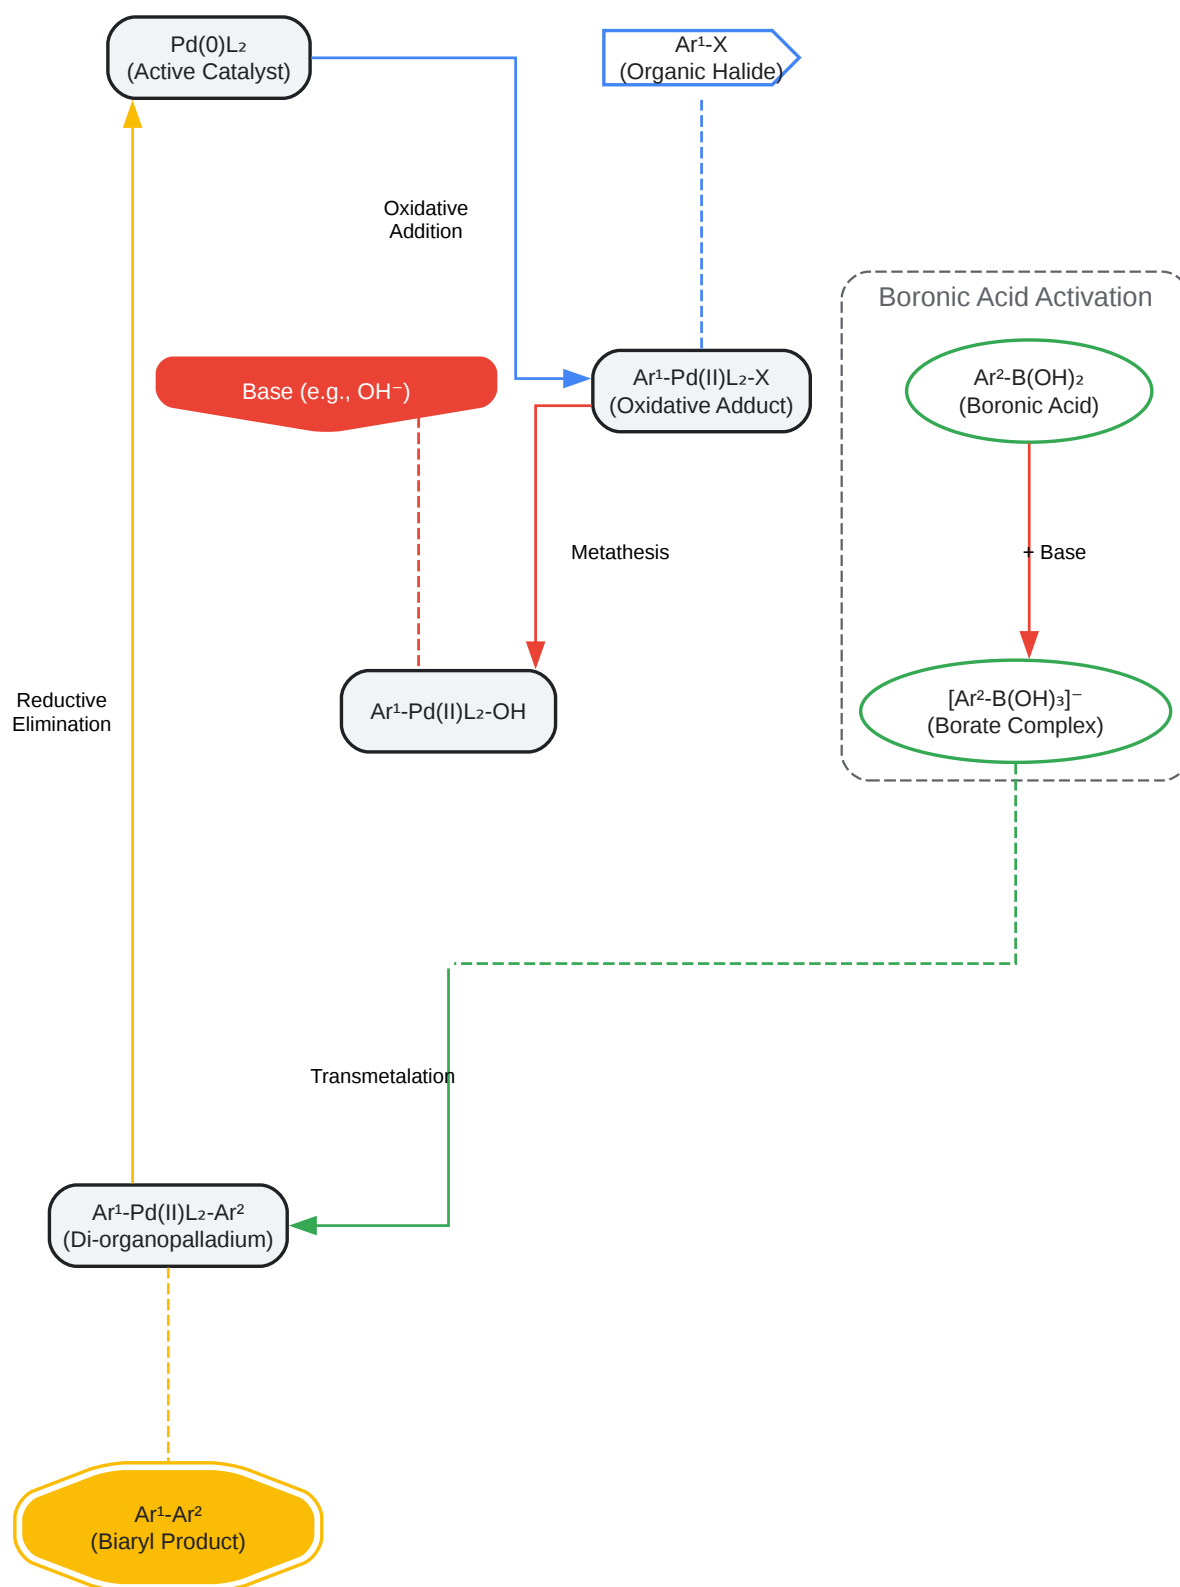 Pd(0)L₂
(Active Catalyst)
Ar¹-X
(Organic Halide)
Oxidative
Addition
Boronic Acid Activation
Base (e.g., OH⁻)
Ar¹-Pd(II)L₂-X
(Oxidative Adduct)
Ar²-B(OH)₂
(Boronic Acid)
Metathesis
+ Base
Reductive
Elimination
Ar¹-Pd(II)L₂-OH
[Ar²-B(OH)₃]⁻
(Borate Complex)
Transmetalation
Ar¹-Pd(II)L₂-Ar²
(Di-organopalladium)
Ar¹-Ar²
(Biaryl Product)